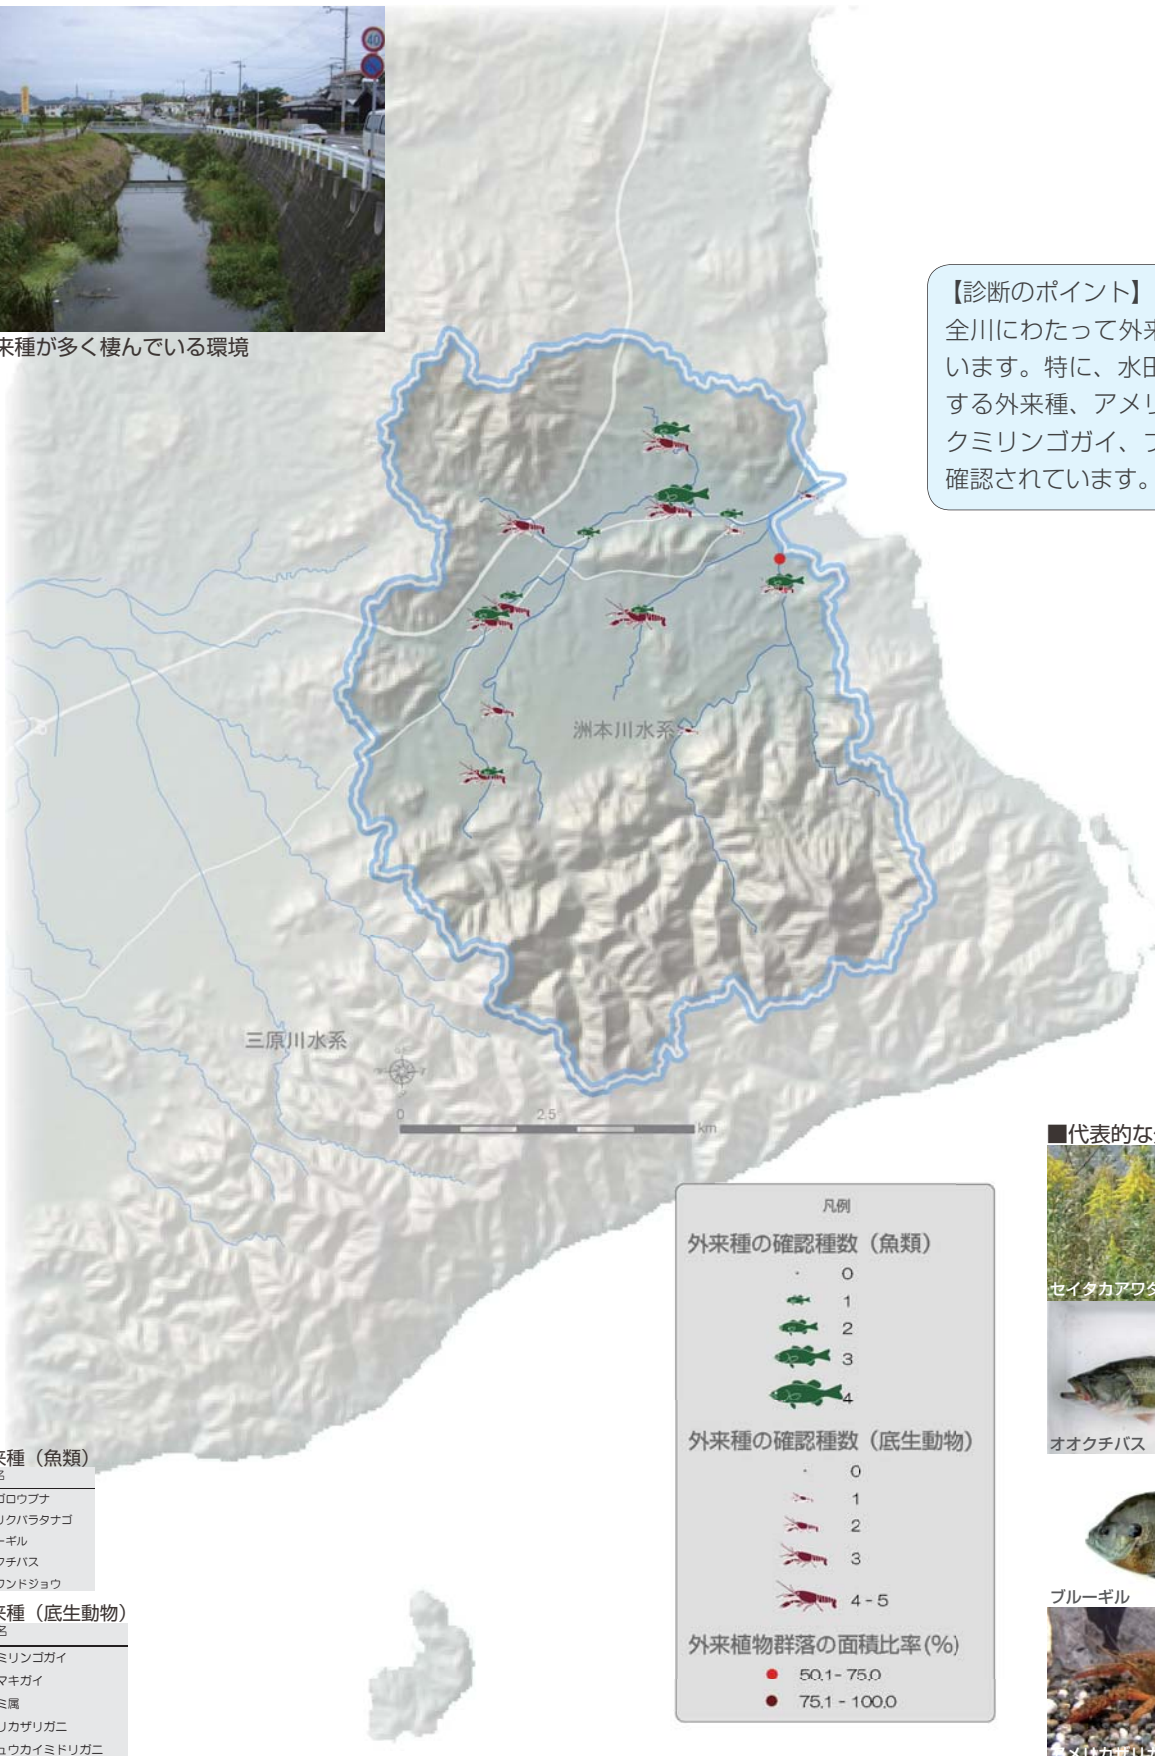 40
来種が多く棲んでいる環境
【診断のポイント】
全川にわたって外来
います。特に、水田
する外来種、アメリ
クミリンゴガイ、ブ
確認されています。
洲本川水系
三原川水系
0 2.5
km
凡例
外来種の確認種数（魚類）
0
1
2
3
4
外来種の確認種数（底生動物）
0
1
2
3
4 - 5
外来植物群落の面積比率(%)
50.1 - 75.0
75.1 - 100.0
■代表的な
セイタカアワダ
オオクチバス
ブルーギル
アメリカザリガ
来種（魚類）
名
ゴロウブナ
リクバラタナゴ
ーギル
クチバス
ワンドジョウ
来種（底生動物）
名
ミリンゴガイ
マキガイ
ミ属
リカザリガニ
ュウカイミドリガニ